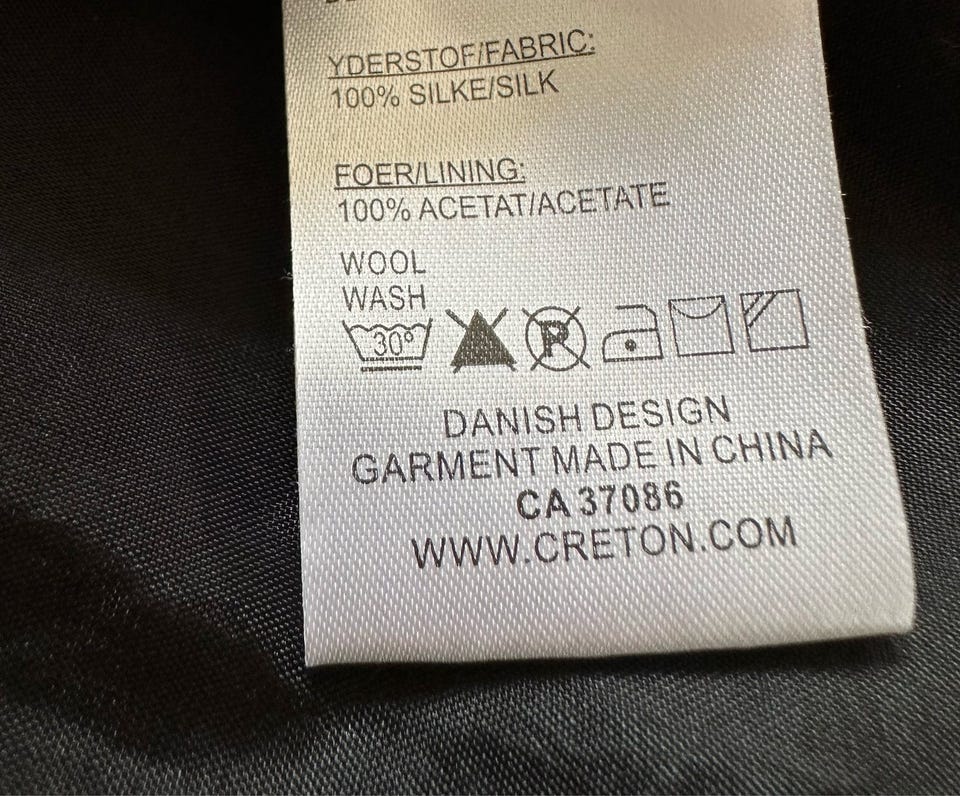 YDERSTOF/FABRIC:
100% SILKE/SILK
FOER/LINING:
100% ACETAT/ACETATE
WOOL
WASH
30° P
DANISH DESIGN
GARMENT MADE IN CHINA
CA 37086
WWW.CRETON.COM